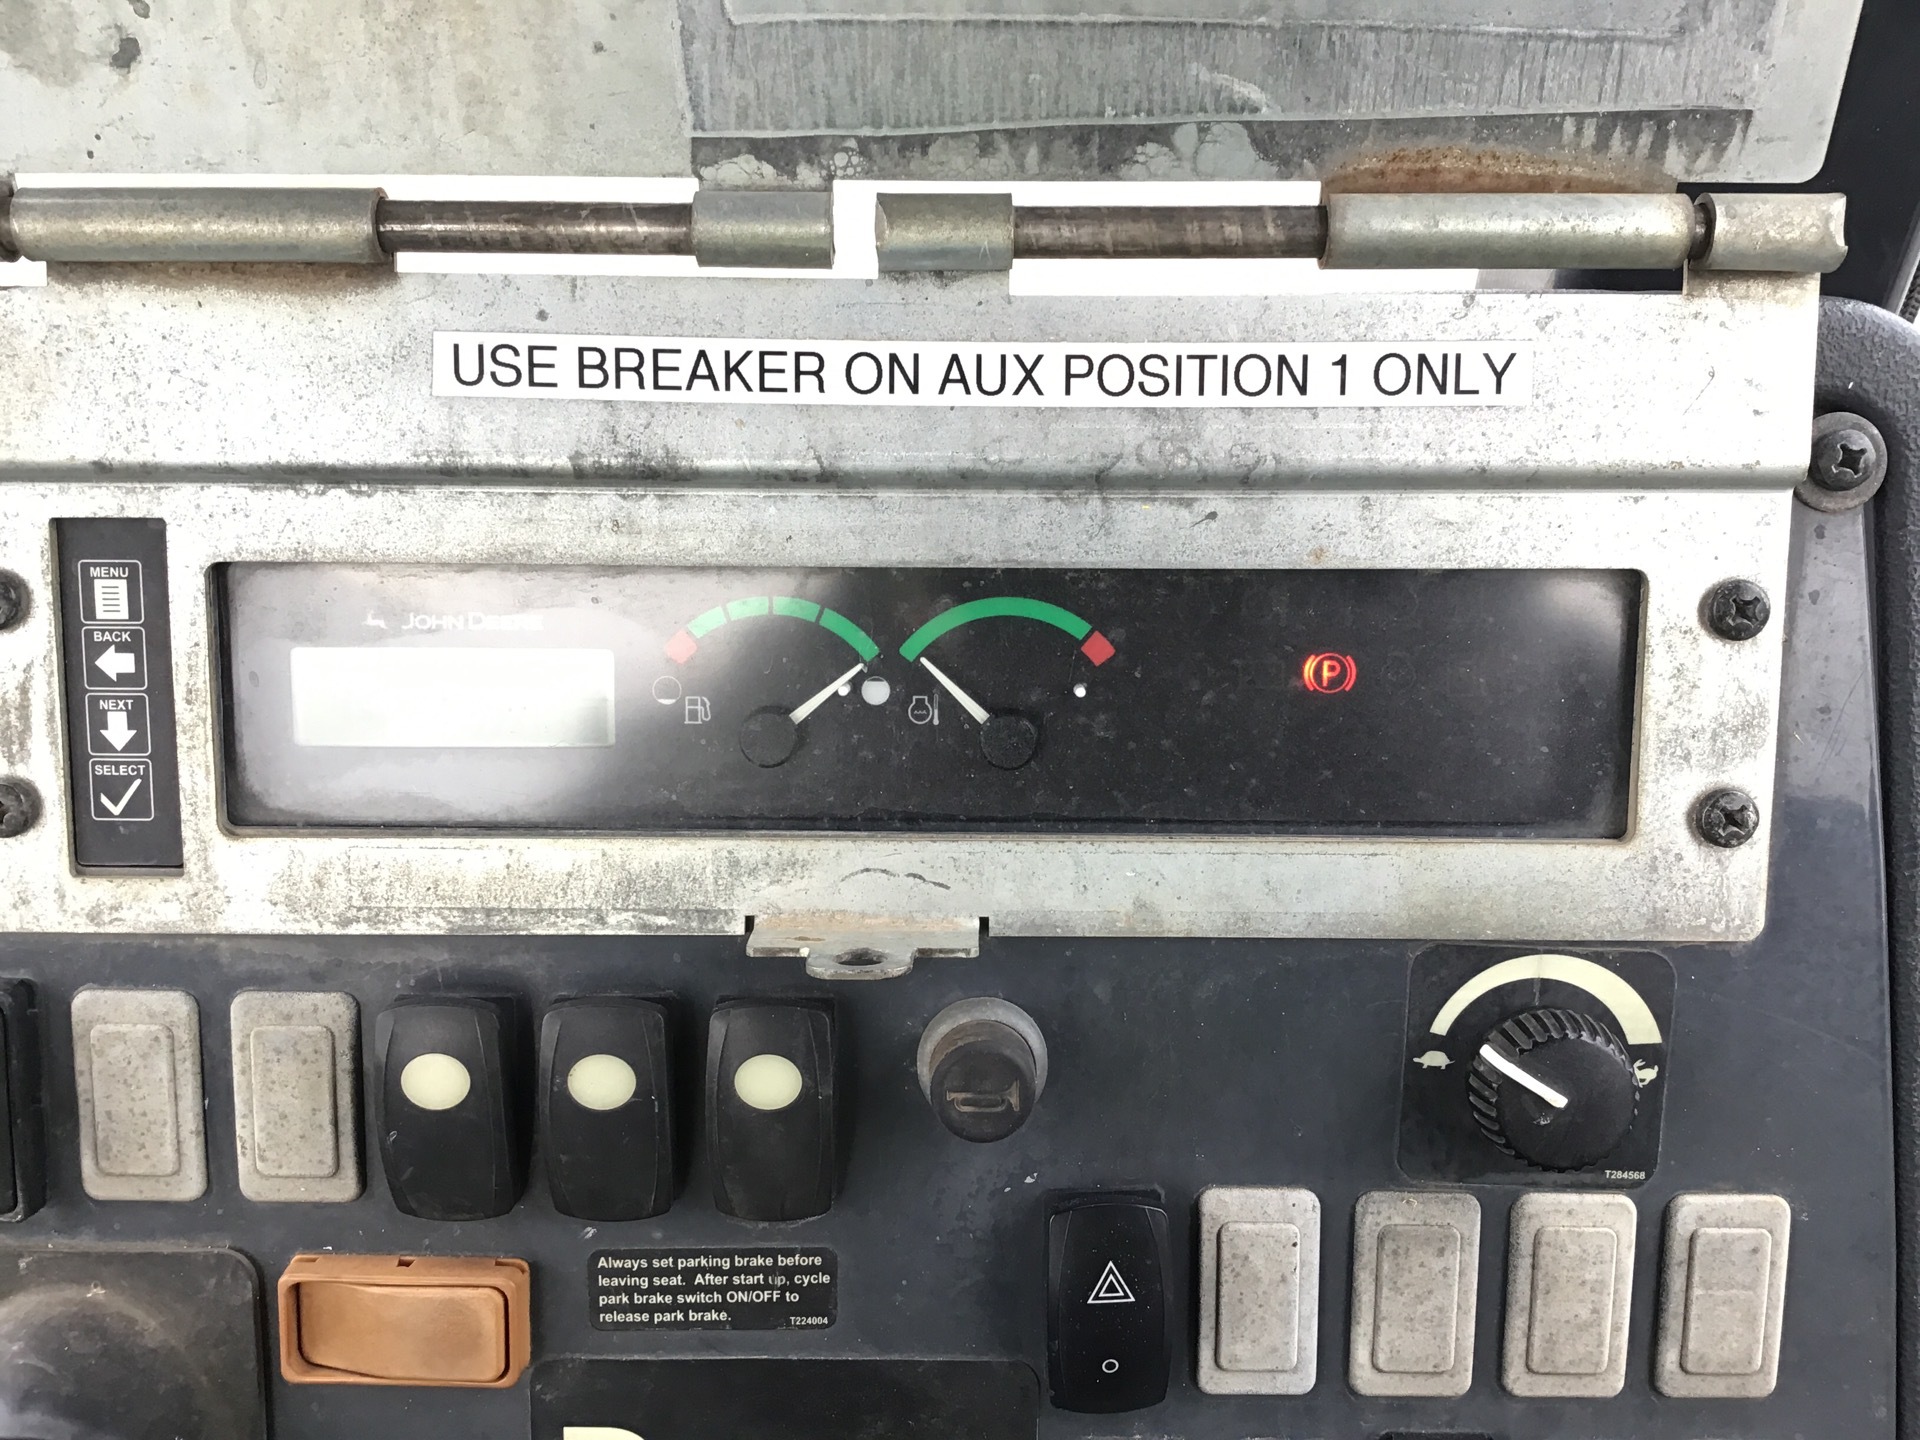 USE BREAKER ON AUX POSITION 1 ONLY
MENU
BACK
NEXT
SELECT
JOHN DEERE
P
T284568
Always set parking brake before
leaving seat. After start up, cycle
park brake switch ON/OFF to
release park brake.
T224004